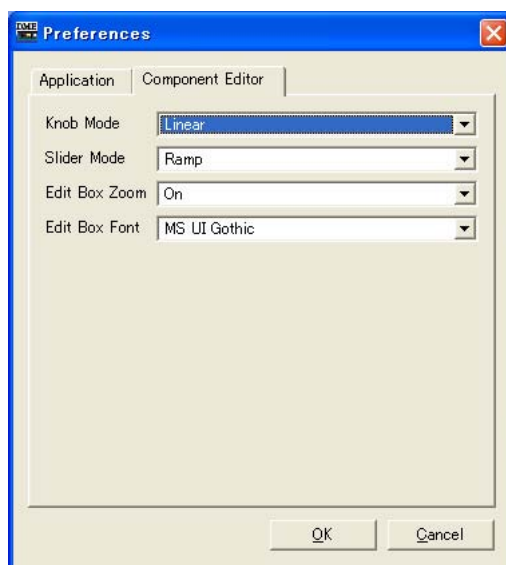 DME
Preferences
Application Component Editor
Knob Mode Linear
Slider Mode Ramp
Edit Box Zoom On
Edit Box Font MS UI Gothic
OK Cancel